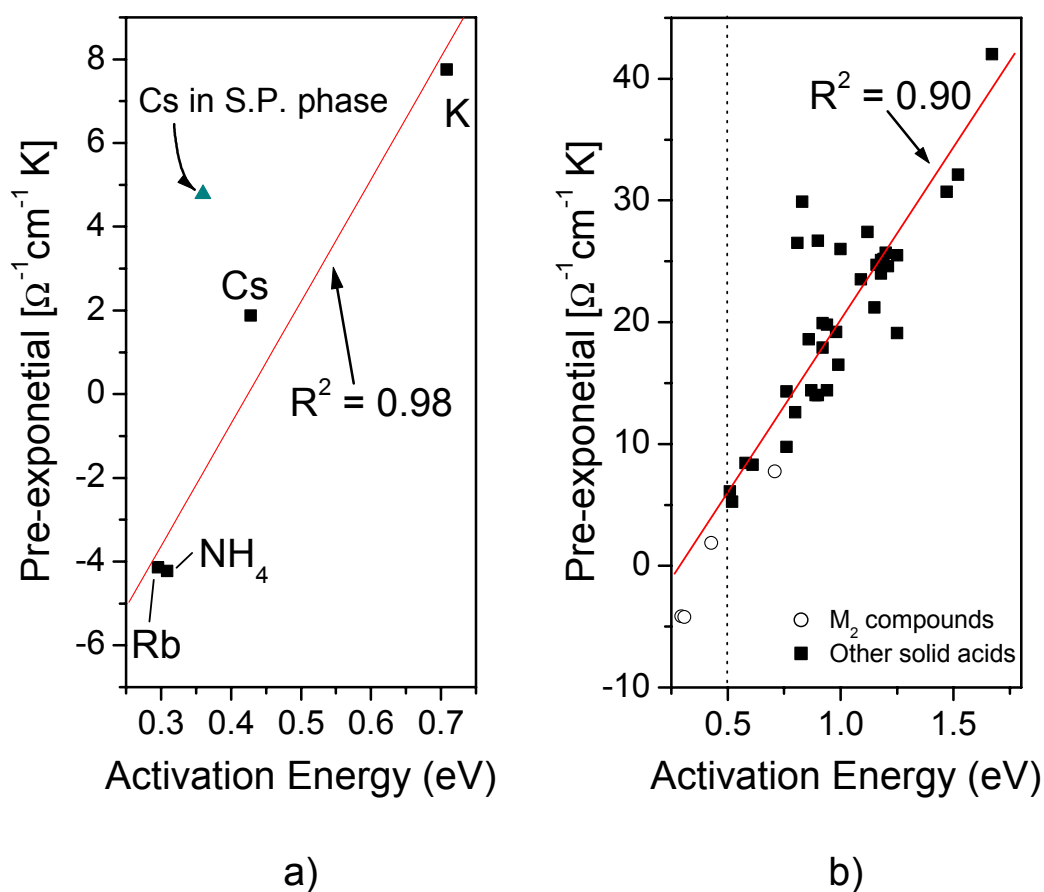 Pre-exponetial [Ω⁻¹cm⁻¹ K]
8
6
4
2
0
-2
-4
-6
Cs in S.P. phase
K
Cs
R² = 0.98
NH₄
Rb
0.3 0.4 0.5 0.6 0.7
Activation Energy (eV)
a)
Pre-exponential [Ω⁻¹cm⁻¹ K]
40
30
20
10
0
-10
R² = 0.90
M₂ compounds
Other solid acids
0.5 1.0 1.5
Activation Energy (eV)
b)